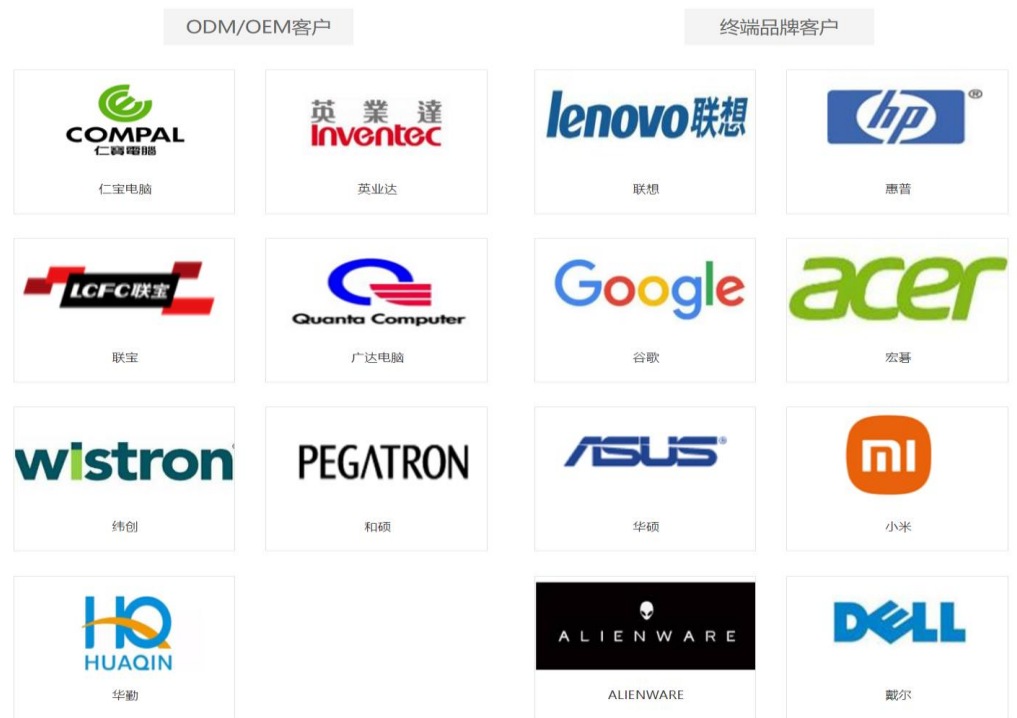 ODM/OEM客户
终端品牌客户
COMPAL
仁寶電腦
仁宝电脑
英業達
Inventec
英业达
lenovo联想
联想
hp®
惠普
LCFC联宝
联宝
Quanta Computer
广达电脑
Google
谷歌
acer
宏碁
wistron
纬创
PEGATRON
和硕
ASUS®
华硕
mi
小米
HQ
HUAQIN
华勤
ALIENWARE
ALIENWARE
DELL
戴尔